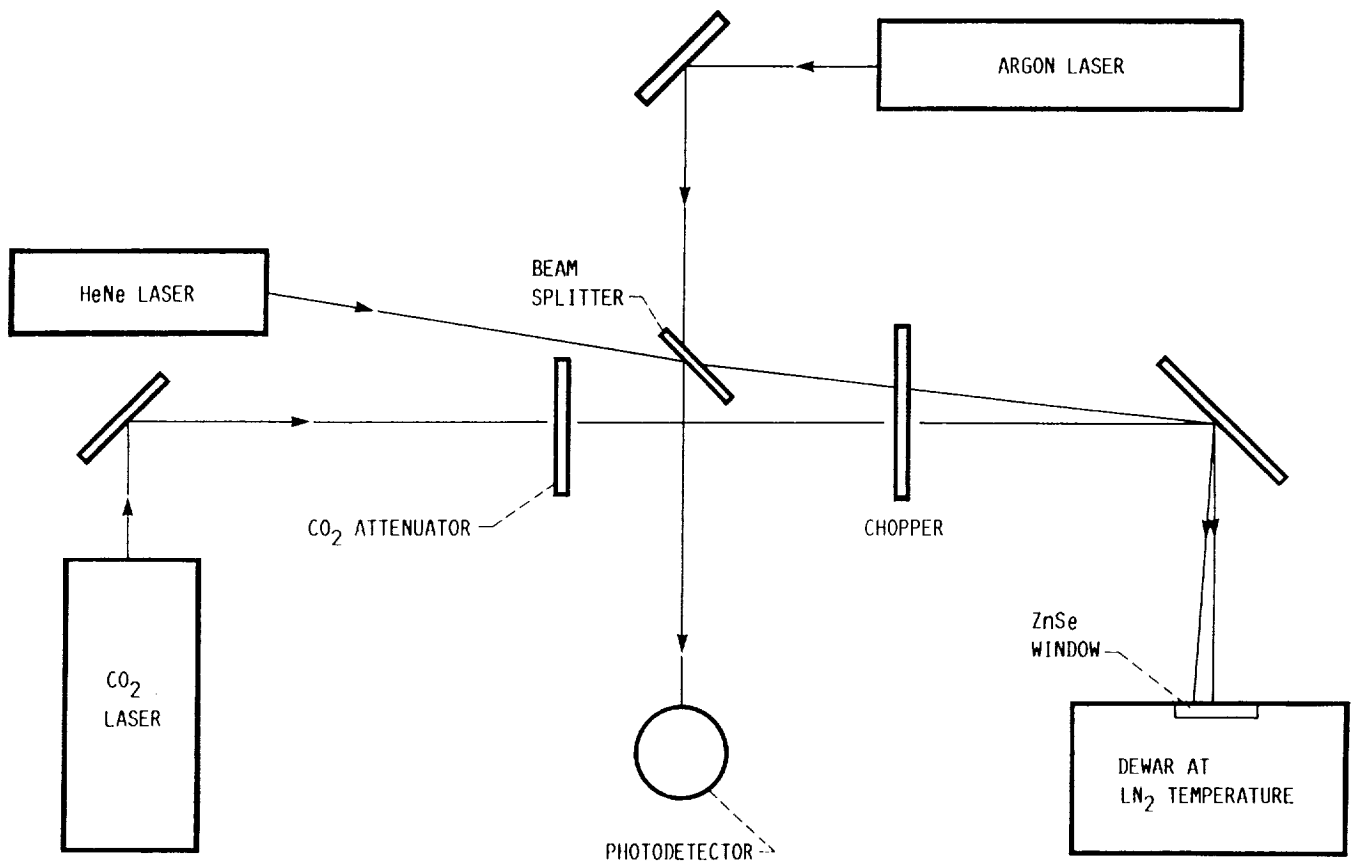 ARGON LASER
HeNe LASER
BEAM
SPLITTER
CO2 ATTENUATOR
CHOPPER
CO2
LASER
ZnSe
WINDOW
DEWAR AT
LN2 TEMPERATURE
PHOTODETECTOR